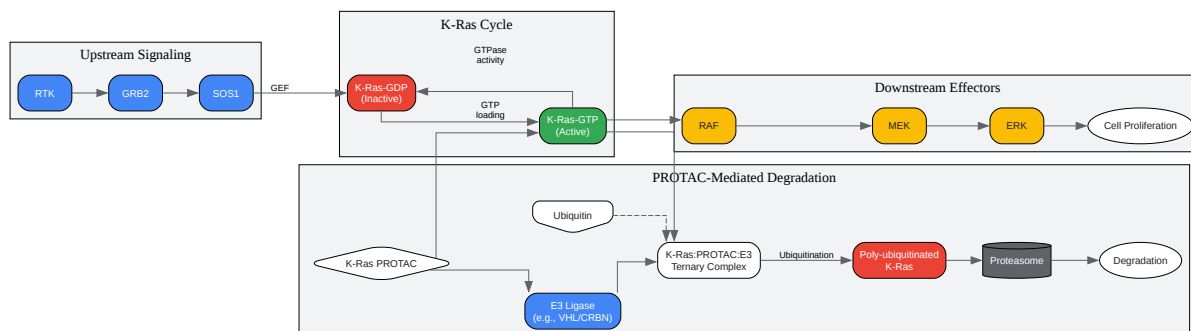 K-Ras Cycle
Upstream Signaling
GTPase
activity
RTK
GRB2
SOS1
GEF
K-Ras-GDP
(Inactive)
GTP
loading
K-Ras-GTP
(Active)
Downstream Effectors
RAF
MEK
ERK
Cell Proliferation
PROTAC-Mediated Degradation
Ubiquitin
K-Ras PROTAC
E3 Ligase
(e.g., VHL/CRBN)
K-Ras:PROTAC:E3
Ternary Complex
Ubiquitination
Poly-ubiquitinated
K-Ras
Proteasome
Degradation